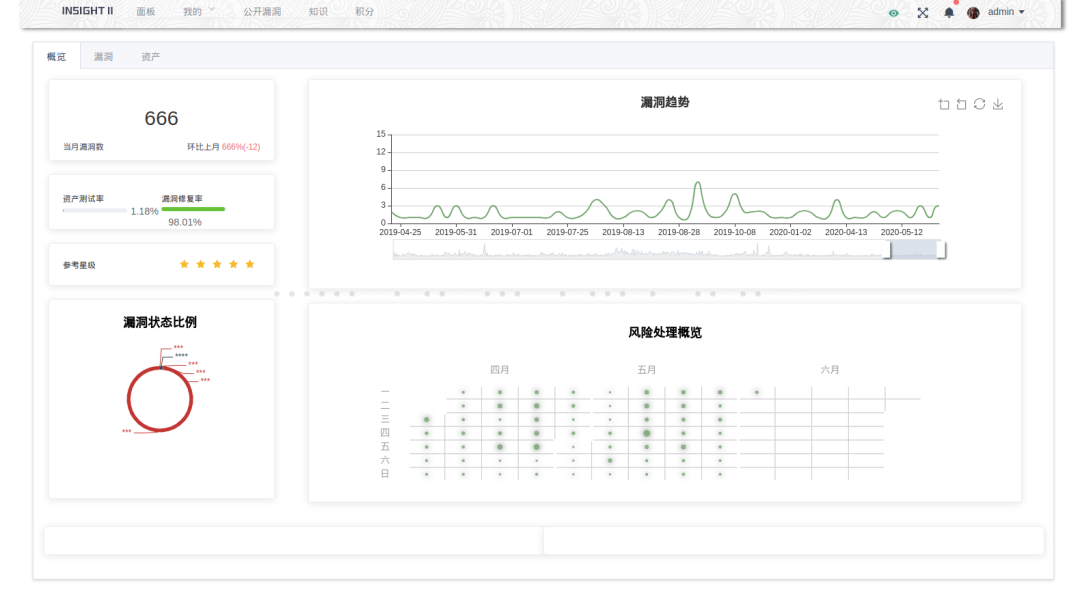 INSIGHT II 面板 我的 公开漏洞 知识 积分 admin
概览 漏洞 资产
666
当月漏洞数 环比上月 666%(-12)
资产测试率 漏洞修复率
1.18%
98.01%
参考星级
漏洞状态比例
***
****
***
***
***
***
漏洞趋势
15
12
9
6
3
0
2019-04-25 2019-05-31 2019-07-01 2019-07-25 2019-08-13 2019-08-28 2019-10-08 2020-01-02 2020-04-13 2020-05-12
风险处理概览
四月 五月 六月
一
二
三
四
五
六
日